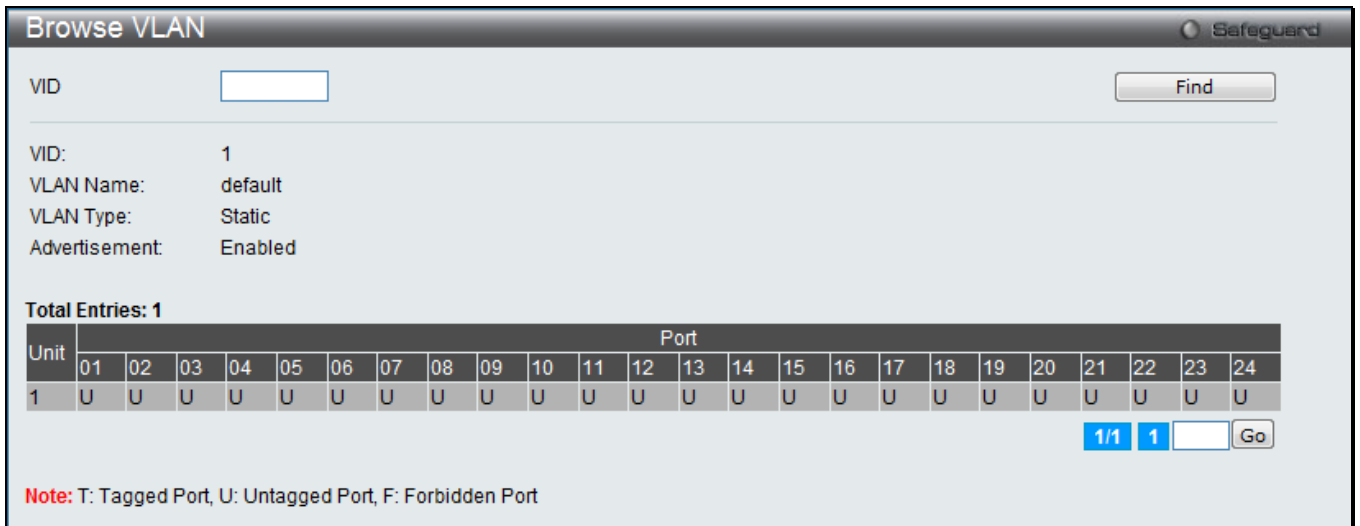 Browse VLAN Safeguard
VID Find
VID: 1
VLAN Name: default
VLAN Type: Static
Advertisement: Enabled
Total Entries: 1
Unit Port
01 02 03 04 05 06 07 08 09 10 11 12 13 14 15 16 17 18 19 20 21 22 23 24
1 U U U U U U U U U U U U U U U U U U U U U U U U
1/1 1 Go
Note: T: Tagged Port, U: Untagged Port, F: Forbidden Port